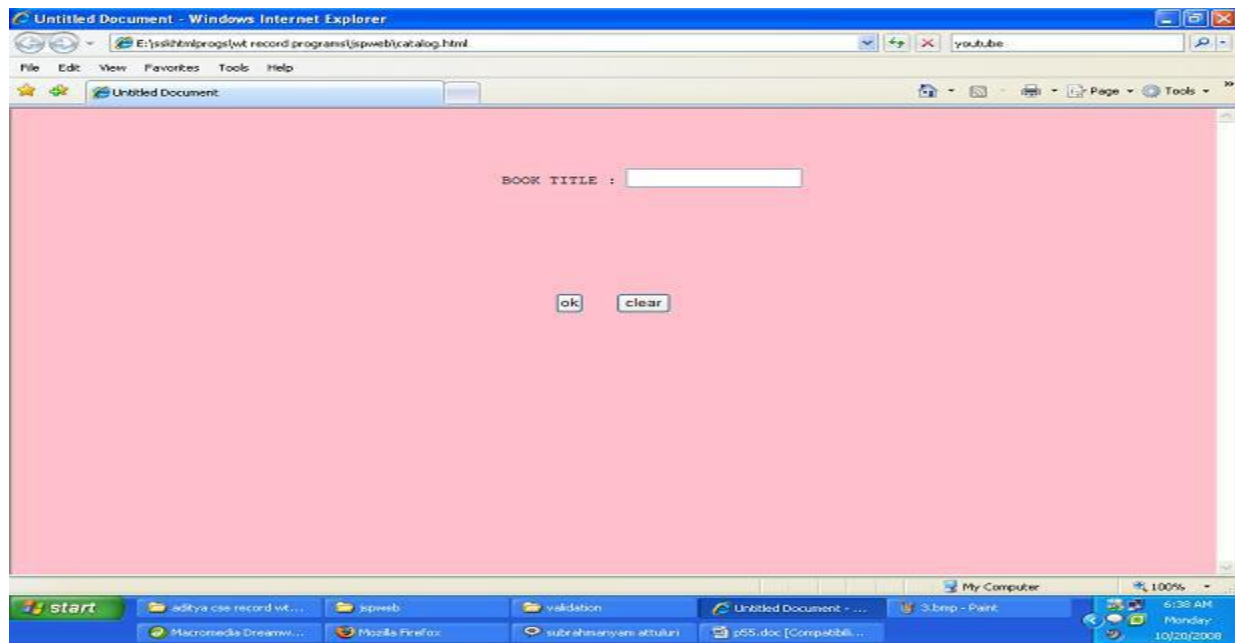 Untitled Document - Windows Internet Explorer
E:\sskhtmlprogs\wt record programs\jspweb\catalog.html
youtube
File Edit View Favorites Tools Help
Untitled Document
Page Tools
BOOK TITLE :
ok clear
My Computer 100%
start
aditya cse record wt...
jspweb
validation
Untitled Document - ...
3.bmp - Paint
6:38 AM
Macromedia Dreamw...
Mozilla Firefox
subrahmanyam attuluri
p55.doc [Compatibili...
Monday
10/20/2008